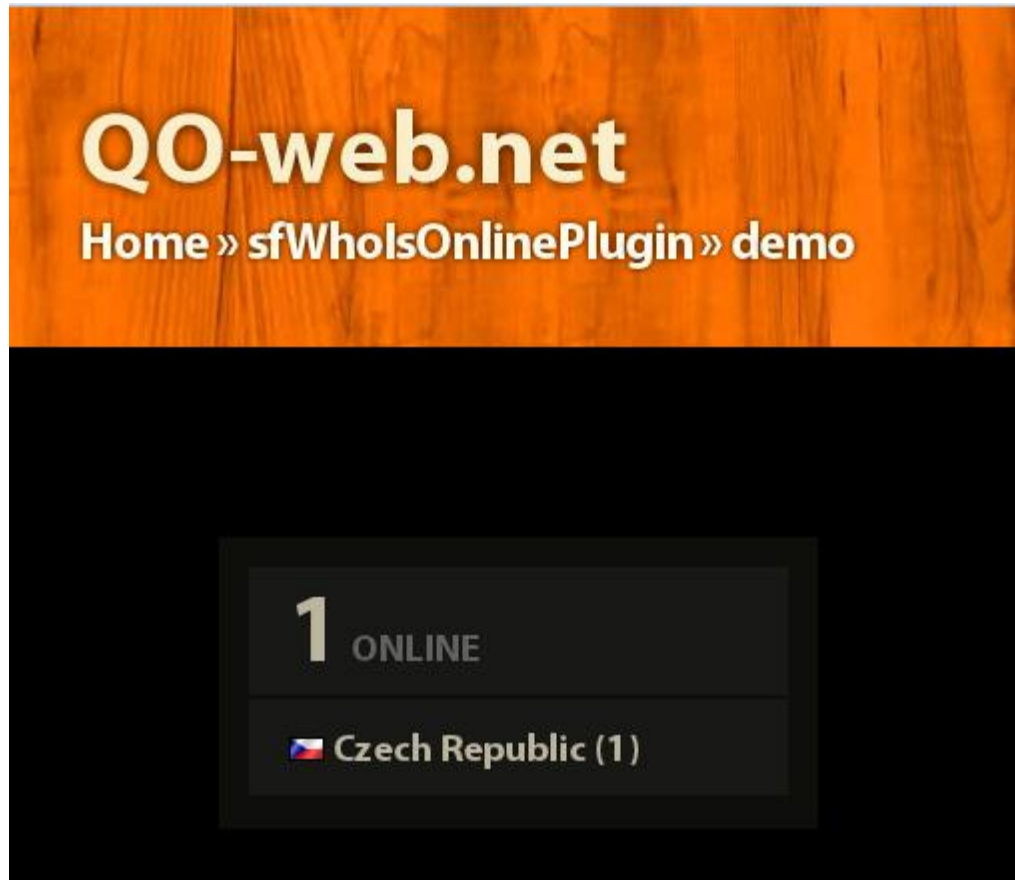 QO-web.net
Home » sfWhoIsOnlinePlugin » demo
1 ONLINE
Czech Republic (1)